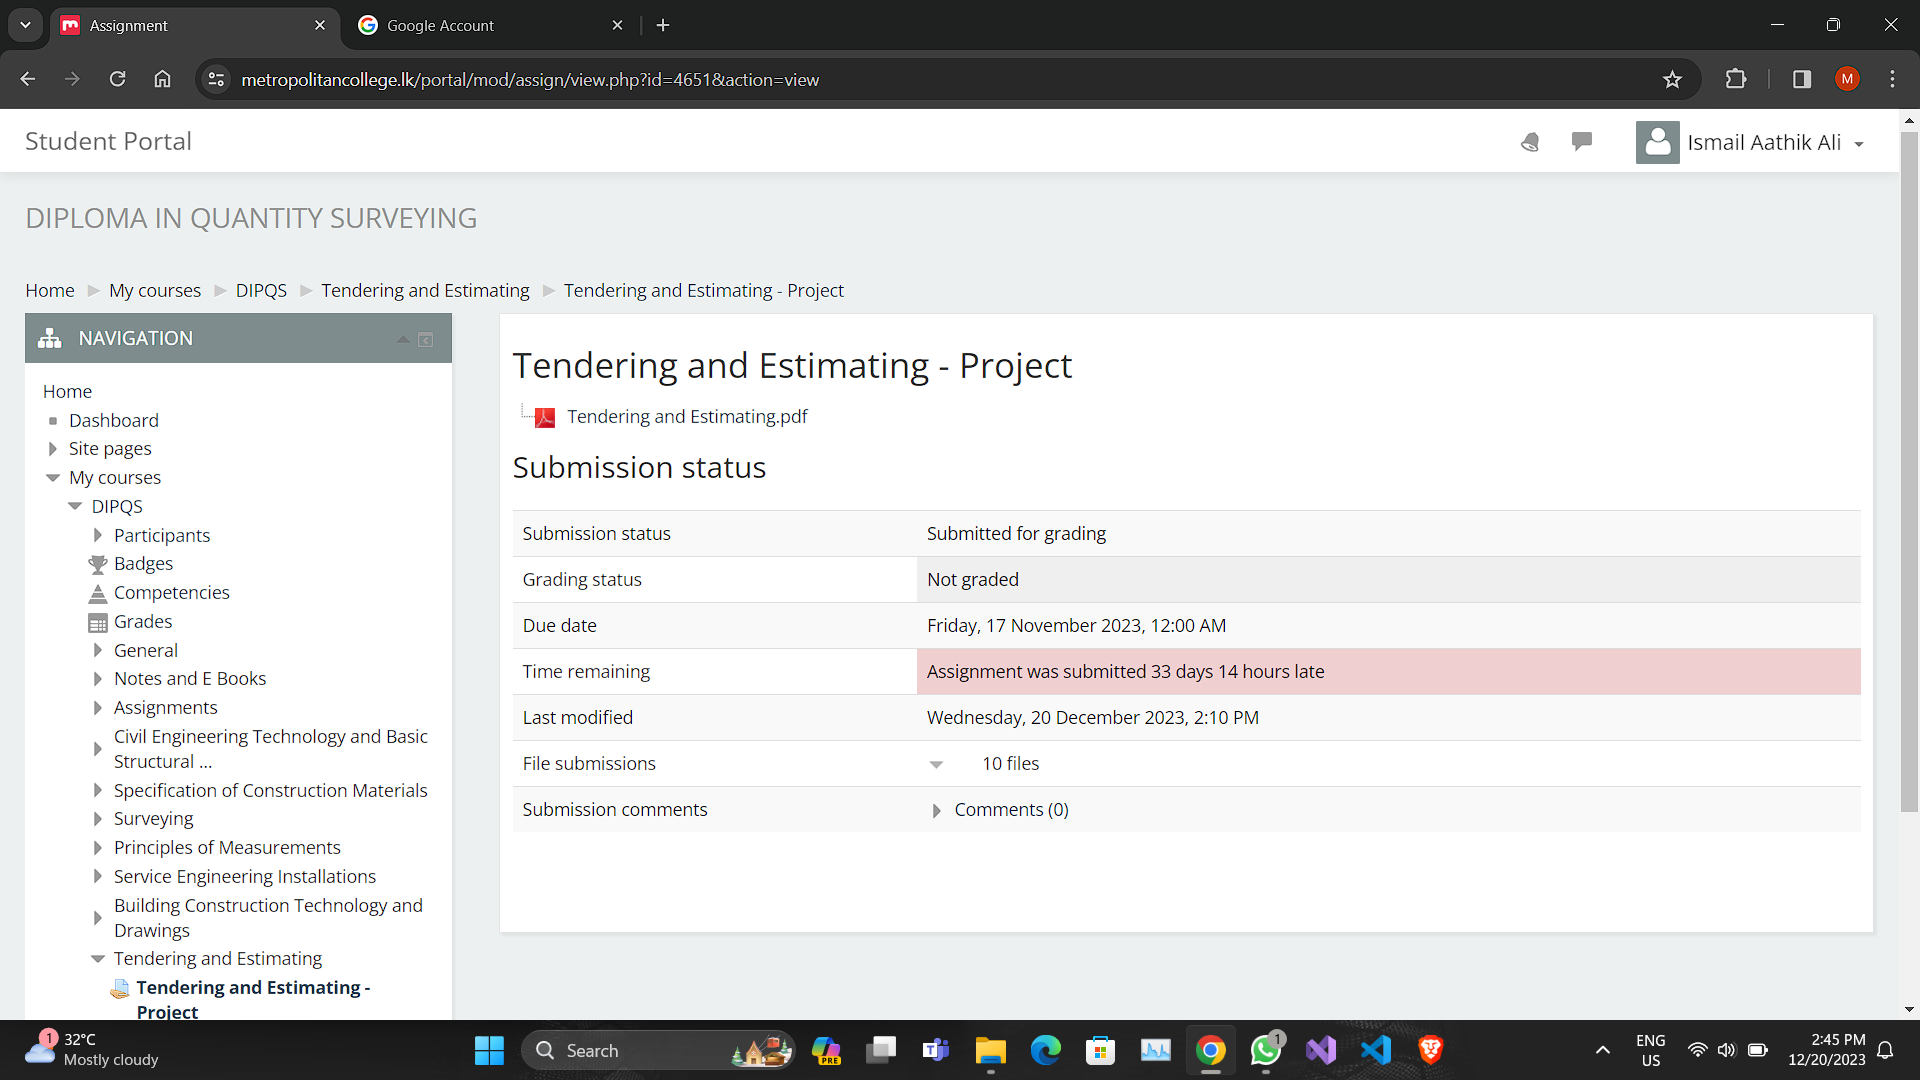 Assignment
Google Account
metropolitancollege.lk/portal/mod/assign/view.php?id=4651&action=view
M
Student Portal
Ismail Aathik Ali
DIPLOMA IN QUANTITY SURVEYING
Home
My courses
DIPQS
Tendering and Estimating
Tendering and Estimating - Project
NAVIGATION
Home
Dashboard
Site pages
My courses
DIPQS
Participants
Badges
Competencies
Grades
General
Notes and E Books
Assignments
Civil Engineering Technology and Basic
Structural ...
Specification of Construction Materials
Surveying
Principles of Measurements
Service Engineering Installations
Building Construction Technology and
Drawings
Tendering and Estimating
Tendering and Estimating -
Project
Tendering and Estimating - Project
Tendering and Estimating.pdf
Submission status
Submission status Submitted for grading
Grading status Not graded
Due date Friday, 17 November 2023, 12:00 AM
Time remaining Assignment was submitted 33 days 14 hours late
Last modified Wednesday, 20 December 2023, 2:10 PM
File submissions 10 files
Submission comments Comments (0)
1
32°C
Mostly cloudy
Search
PRE
1
ENG
US
2:45 PM
12/20/2023